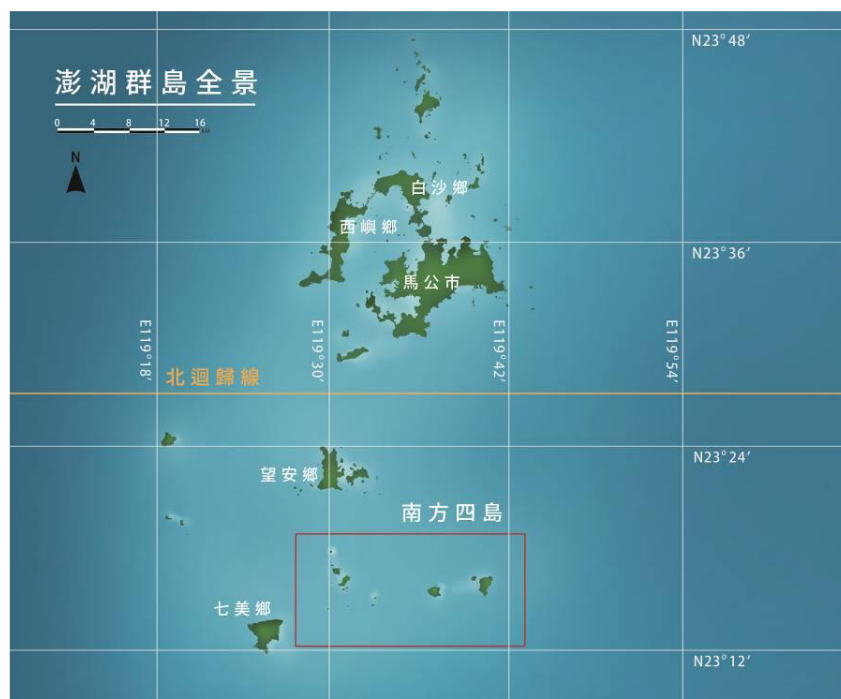 N23°48′
澎湖群島全景
0 4 8 12 16
N
白沙鄉
西嶼鄉
N23°36′
馬公市
E119°18′
E119°30′
E119°42′
E119°54′
北迴歸線
望安鄉
N23°24′
南方四島
七美鄉
N23°12′